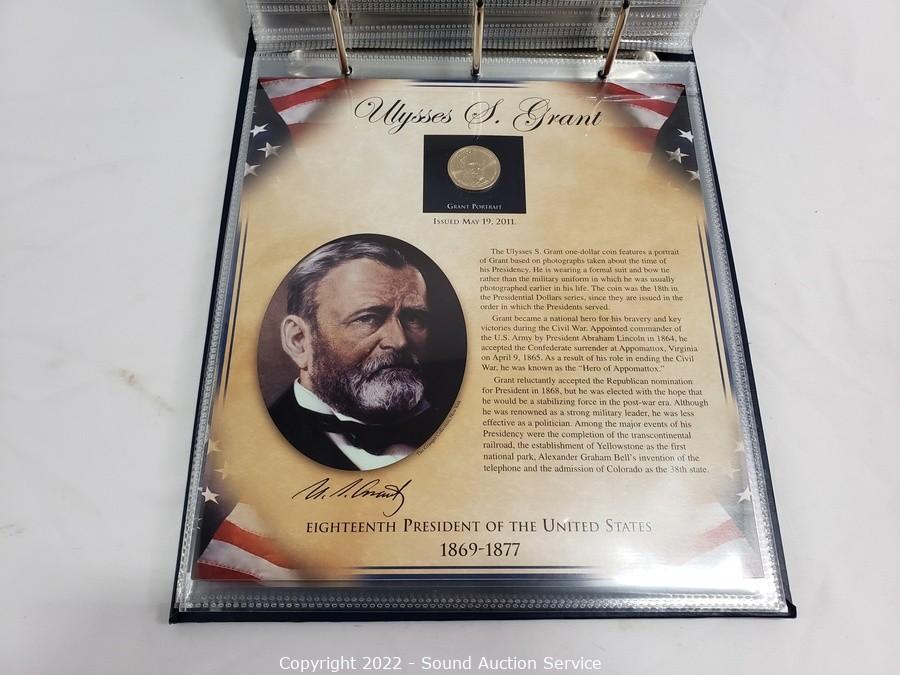 Ulysses S. Grant
Grant Portrait
Issued May 19, 2011.
The Ulysses S. Grant one-dollar coin features a portrait
of Grant based on photographs taken about the time of
his Presidency. He is wearing a formal suit and bow tie
rather than the military uniform in which he was usually
photographed earlier in his life. The coin was the 18th in
the Presidential Dollars series, since they are issued in the
order in which the Presidents served.
Grant became a national hero for his bravery and key
victories during the Civil War. Appointed commander of
the U.S. Army by President Abraham Lincoln in 1864, he
accepted the Confederate surrender at Appomattox, Virginia
on April 9, 1865. As a result of his role in ending the Civil
War, he was known as the “Hero of Appomattox.”
Grant reluctantly accepted the Republican nomination
for President in 1868, but he was elected with the hope that
he would be a stabilizing force in the post-war era. Although
he was renowned as a strong military leader, he was less
effective as a politician. Among the major events of his
Presidency were the completion of the transcontinental
railroad, the establishment of Yellowstone as the first
national park, Alexander Graham Bell’s invention of the
telephone and the admission of Colorado as the 38th state.
U. S. Grant
eighteenth President of the United States
1869-1877
Copyright 2022 - Sound Auction Service